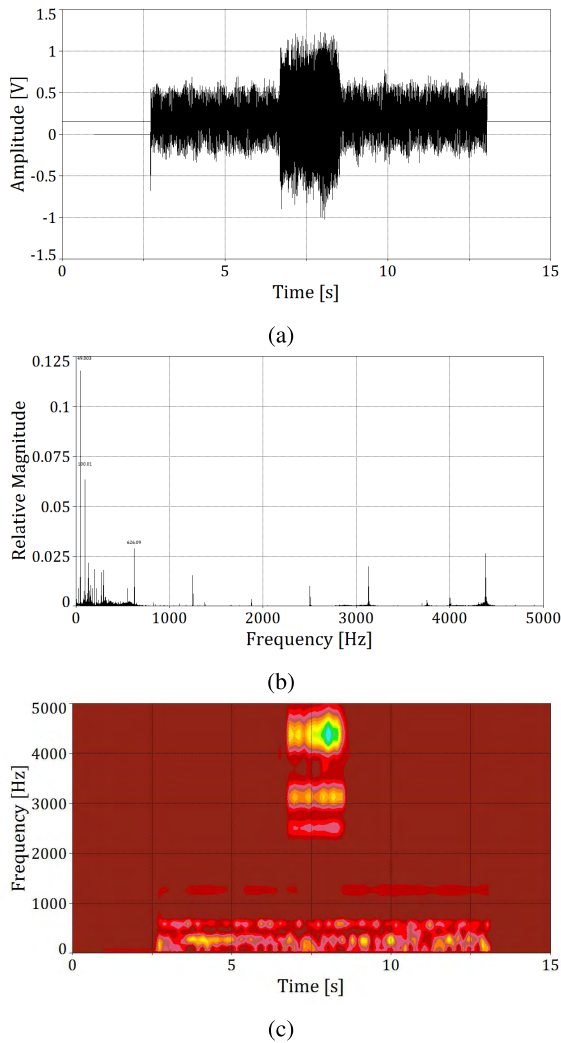 1.5
1
0.5
0
-0.5
-1
-1.5
Amplitude [V]
0 5 10 15
Time [s]
(a)
0.125
0.1
0.075
0.05
0.025
0
Relative Magnitude
100.01
626.09
0 1000 2000 3000 4000 5000
Frequency [Hz]
(b)
5000
4000
3000
2000
1000
0
Frequency [Hz]
0 5 10 15
Time [s]
(c)